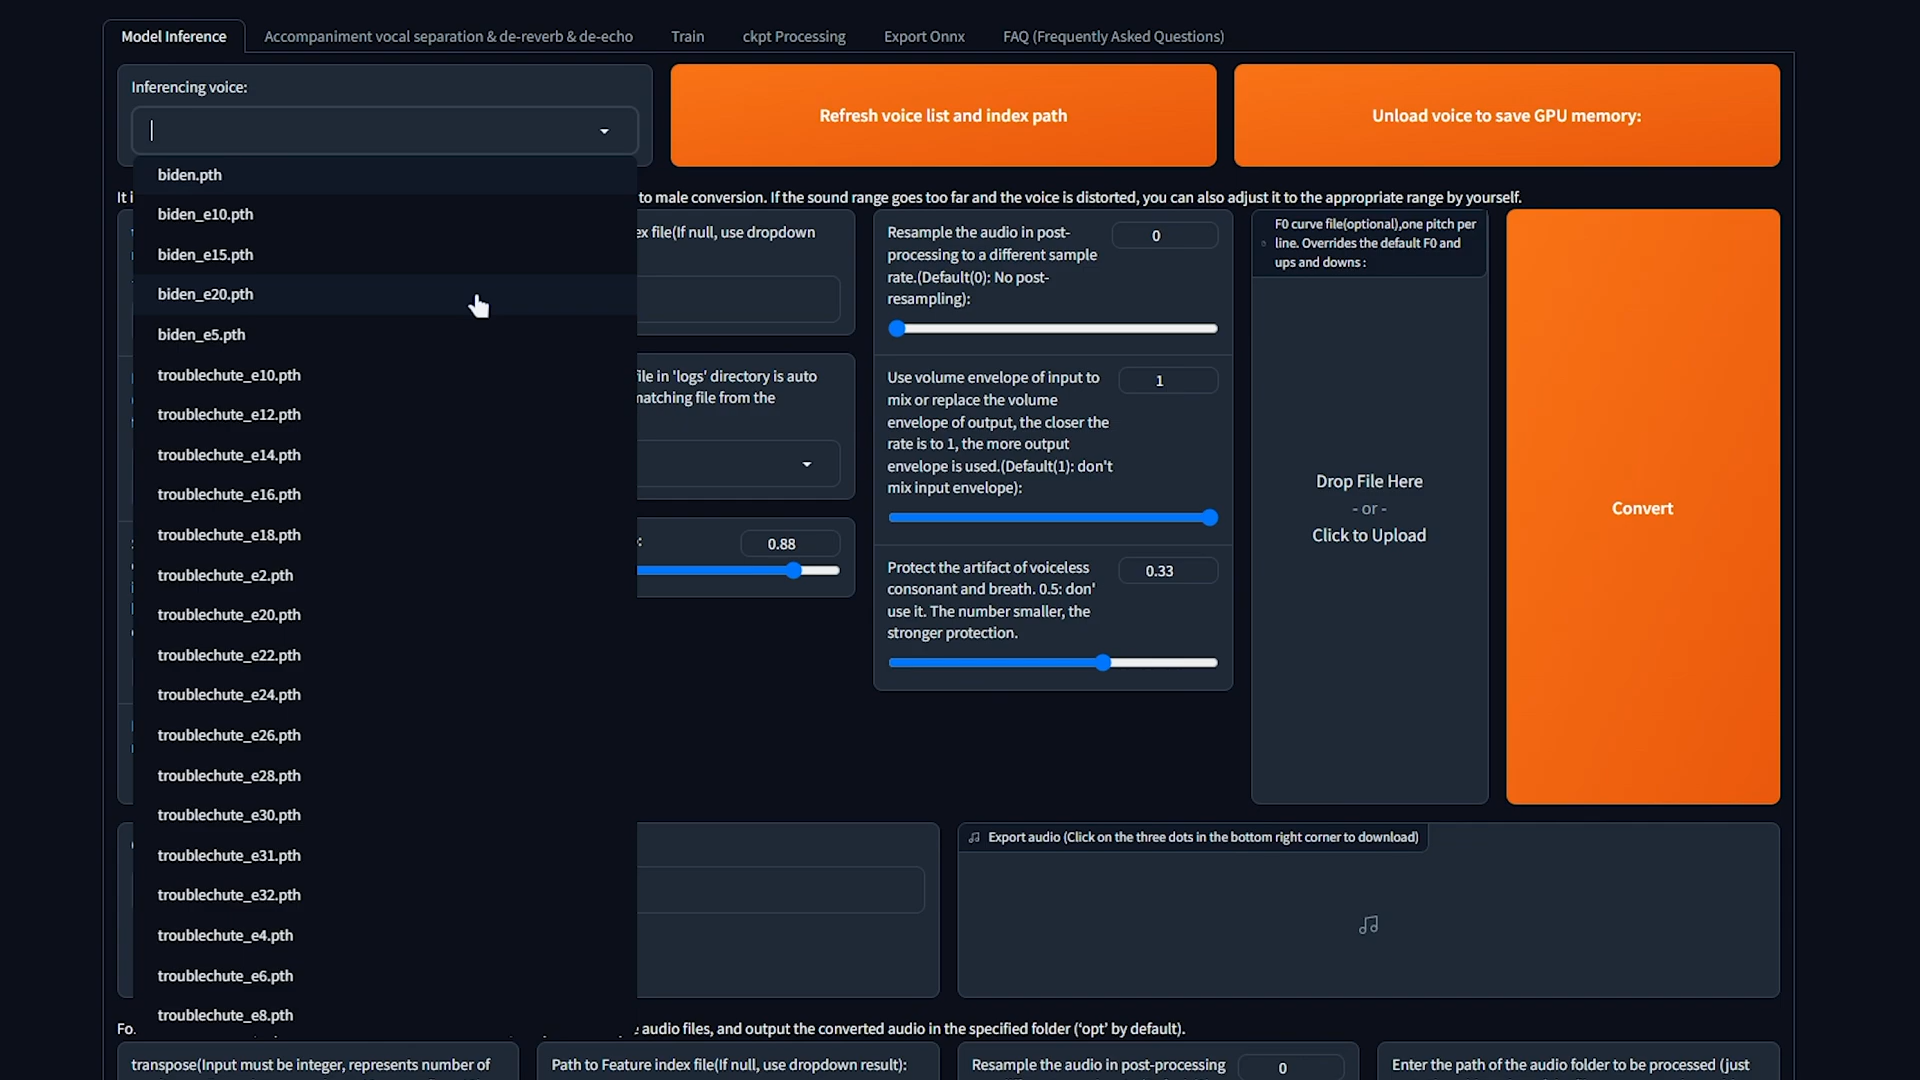 Model Inference
Accompaniment vocal separation & de-reverb & de-echo
Train
ckpt Processing
Export Onnx
FAQ (Frequently Asked Questions)
Inferencing voice:
Refresh voice list and index path
Unload voice to save GPU memory:
biden.pth
biden_e10.pth
biden_e15.pth
biden_e20.pth
biden_e5.pth
troublechute_e10.pth
troublechute_e12.pth
troublechute_e14.pth
troublechute_e16.pth
troublechute_e18.pth
troublechute_e2.pth
troublechute_e20.pth
troublechute_e22.pth
troublechute_e24.pth
troublechute_e26.pth
troublechute_e28.pth
troublechute_e30.pth
troublechute_e31.pth
troublechute_e32.pth
troublechute_e4.pth
troublechute_e6.pth
troublechute_e8.pth
It to male conversion. If the sound range goes too far and the voice is distorted, you can also adjust it to the appropriate range by yourself.
file(If null, use dropdown
in 'logs' directory is auto
file from the
0.88
Resample the audio in post-
processing to a different sample
rate.(Default(0): No post-
resampling):
0
Use volume envelope of input to
mix or replace the volume
envelope of output, the closer the
rate is to 1, the more output
envelope is used.(Default(1): don't
mix input envelope):
1
Protect the artifact of voiceless
consonant and breath. 0.5: don'
use it. The number smaller, the
stronger protection.
0.33
F0 curve file(optional),one pitch per
line. Overrides the default F0 and
ups and downs :
Drop File Here
- or -
Click to Upload
Convert
Export audio (Click on the three dots in the bottom right corner to download)
audio files, and output the converted audio in the specified folder ('opt' by default).
transpose(Input must be integer, represents number of
Path to Feature index file(If null, use dropdown result):
Resample the audio in post-processing
0
Enter the path of the audio folder to be processed (just